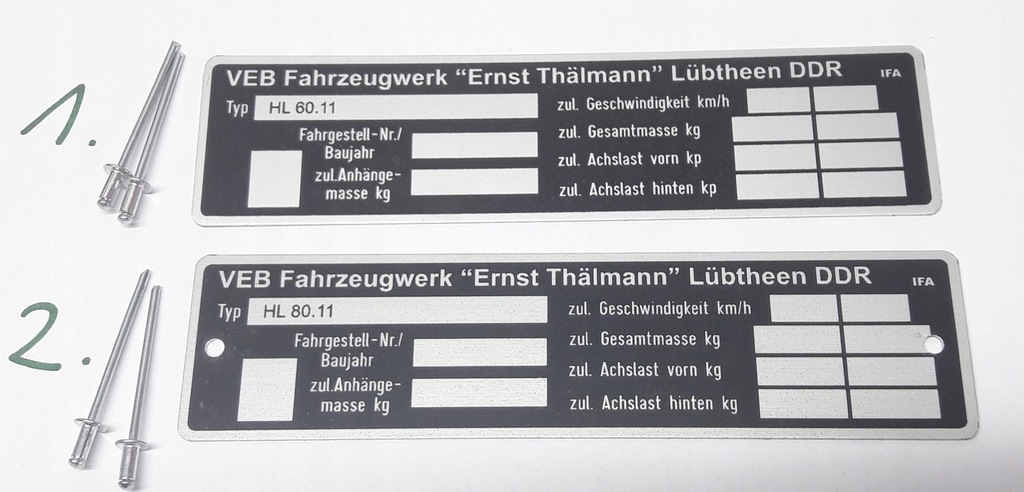 1.
VEB Fahrzeugwerk “Ernst Thälmann” Lübtheen DDR IFA
Typ HL 60.11 zul. Geschwindigkeit km/h
Fahrgestell-Nr./ zul. Gesamtmasse kg
Baujahr zul. Achslast vorn kp
zul.Anhänge-
masse kg zul. Achslast hinten kp
2.
VEB Fahrzeugwerk “Ernst Thälmann” Lübtheen DDR IFA
Typ HL 80.11 zul. Geschwindigkeit km/h
Fahrgestell-Nr./ zul. Gesamtmasse kg
Baujahr zul. Achslast vorn kg
zul.Anhänge-
masse kg zul. Achslast hinten kg